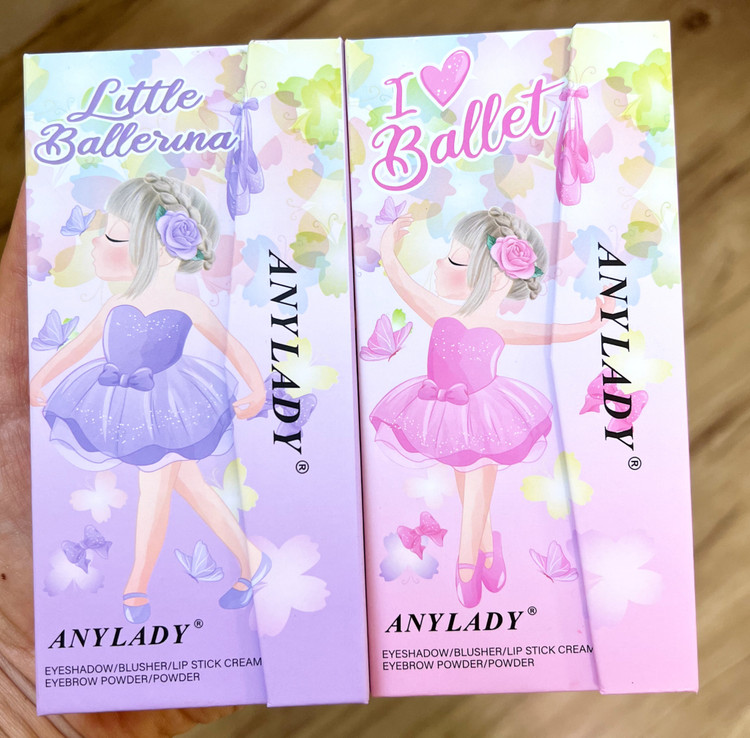 Little
Ballerina
ANYLADY®
ANYLADY®
EYESHADOW/BLUSHER/LIP STICK CREAM
EYEBROW POWDER/POWDER
I
Ballet
ANYLADY®
ANYLADY®
EYESHADOW/BLUSHER/LIP STICK CREAM
EYEBROW POWDER/POWDER